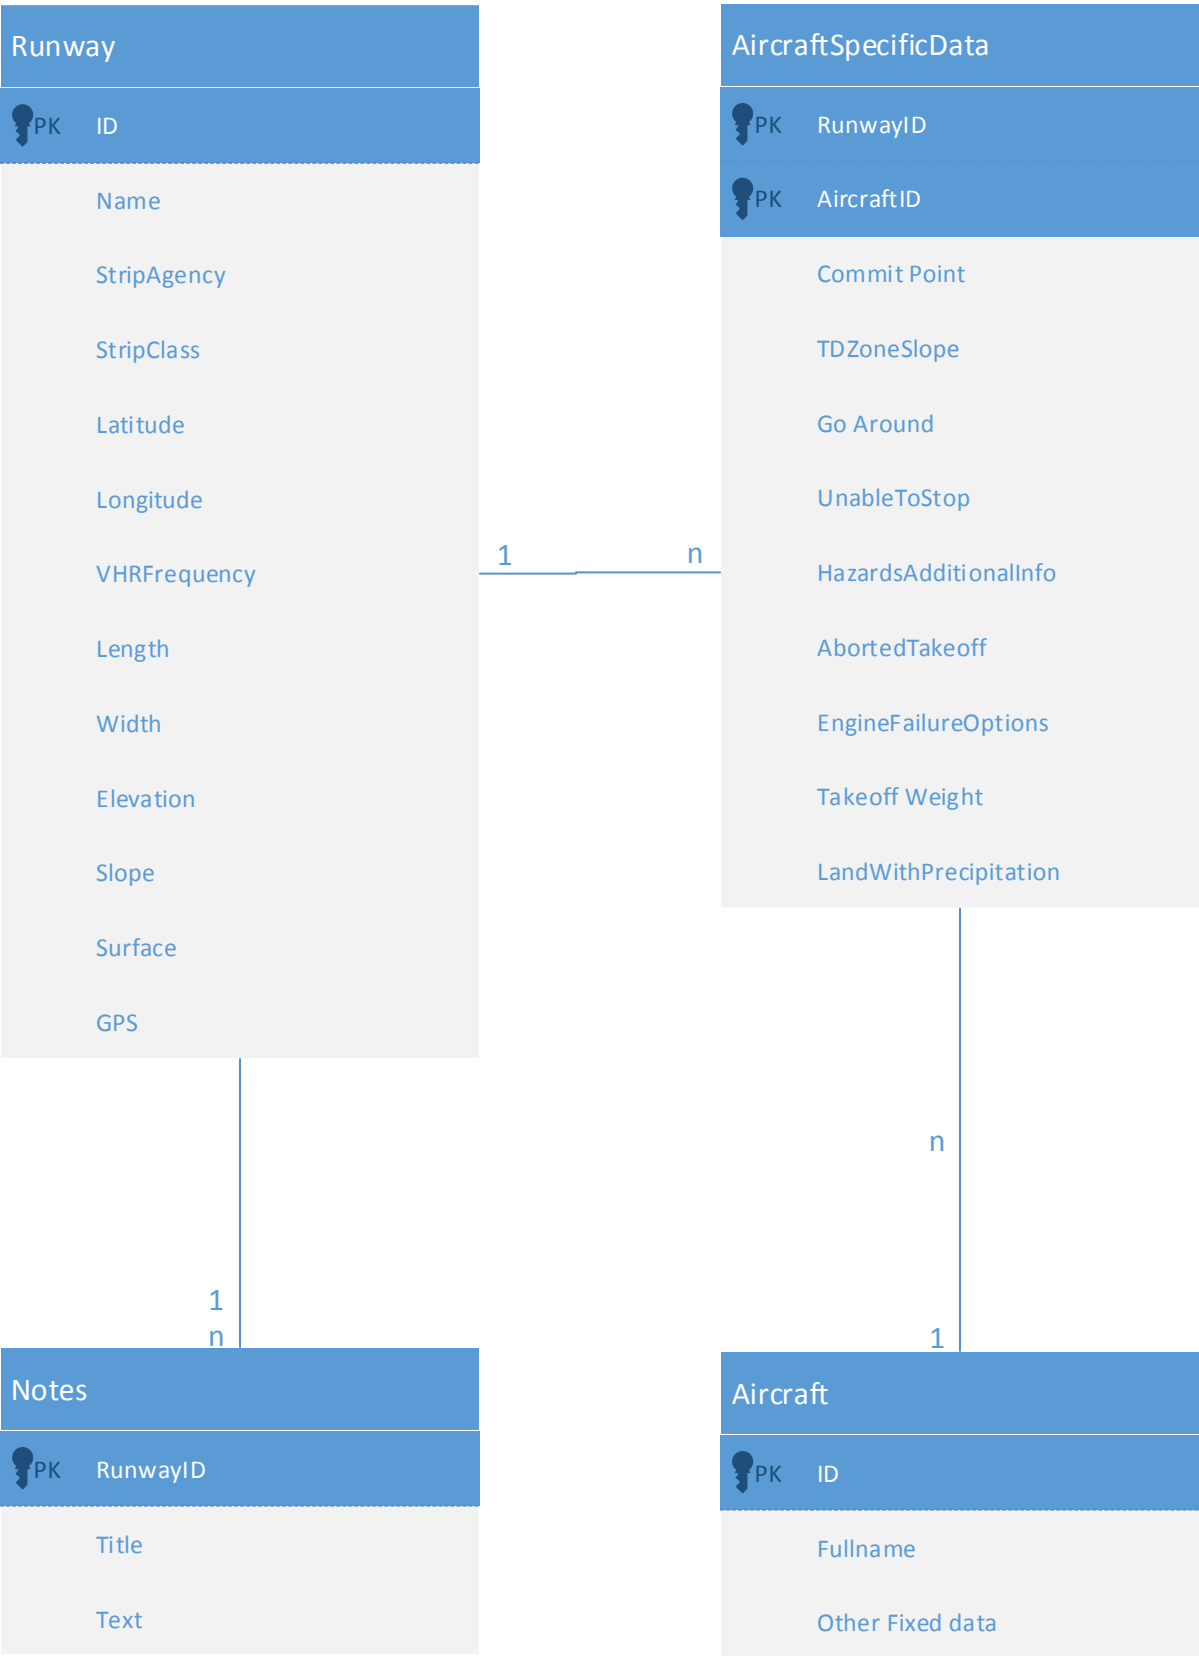 Runway
PK ID
Name
StripAgency
StripClass
Latitude
Longitude
VHRFrequency
Length
Width
Elevation
Slope
Surface
GPS
AircraftSpecificData
PK RunwayID
PK AircraftID
Commit Point
TDZoneSlope
Go Around
UnableToStop
HazardsAdditionalInfo
AbortedTakeoff
EngineFailureOptions
Takeoff Weight
LandWithPrecipitation
1
n
1
n
n
1
Notes
PK RunwayID
Title
Text
Aircraft
PK ID
Fullname
Other Fixed data